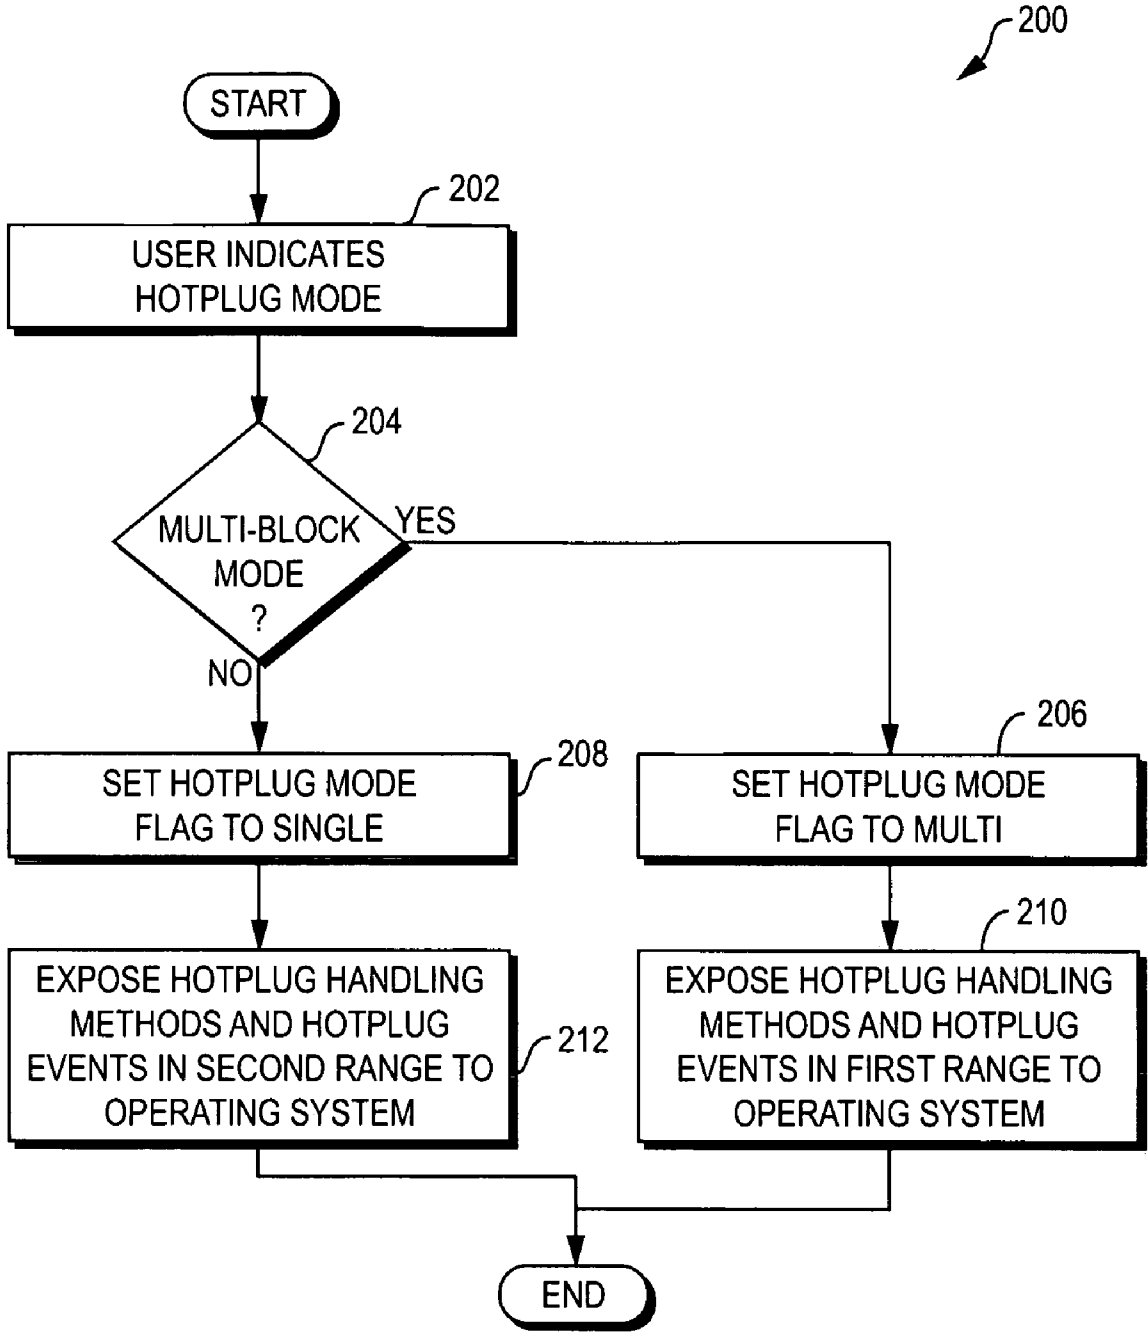 200
START
202
USER INDICATES
HOTPLUG MODE
204
MULTI-BLOCK
MODE
?
YES
NO
208
SET HOTPLUG MODE
FLAG TO SINGLE
206
SET HOTPLUG MODE
FLAG TO MULTI
212
EXPOSE HOTPLUG HANDLING
METHODS AND HOTPLUG
EVENTS IN SECOND RANGE TO
OPERATING SYSTEM
210
EXPOSE HOTPLUG HANDLING
METHODS AND HOTPLUG
EVENTS IN FIRST RANGE TO
OPERATING SYSTEM
END